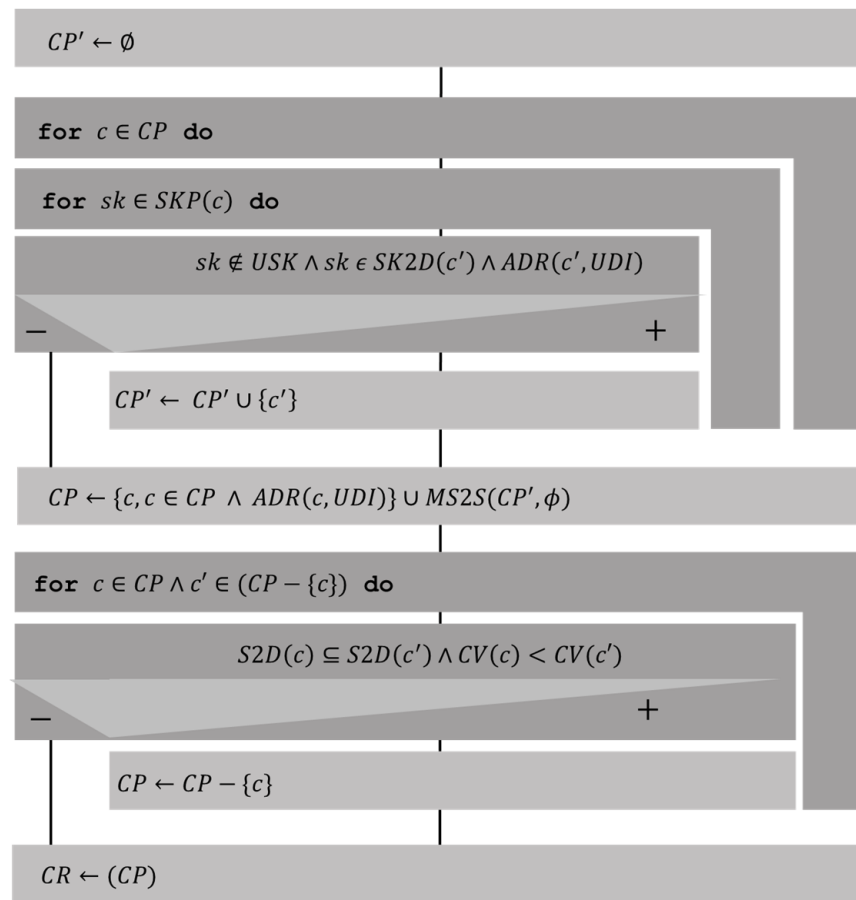 CP′ ← ∅
for c ∈ CP do
for sk ∈ SKP(c) do
sk ∉ USK ∧ sk ϵ SK2D(c′) ∧ ADR(c′, UDI)
− +
CP′ ← CP′ ∪ {c′}
CP ← {c, c ∈ CP ∧ ADR(c, UDI)} ∪ MS2S(CP′, ϕ)
for c ∈ CP ∧ c′ ∈ (CP − {c}) do
S2D(c) ⊆ S2D(c′) ∧ CV(c) < CV(c′)
− +
CP ← CP − {c}
CR ← (CP)